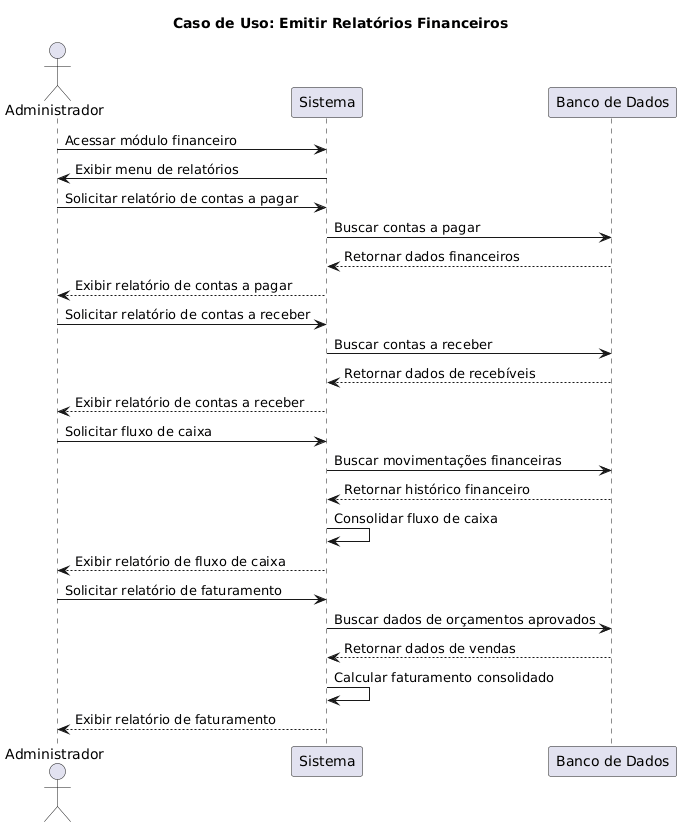 Caso de Uso: Emitir Relatórios Financeiros
Administrador
Sistema
Banco de Dados
Acessar módulo financeiro
Exibir menu de relatórios
Solicitar relatório de contas a pagar
Buscar contas a pagar
Retornar dados financeiros
Exibir relatório de contas a pagar
Solicitar relatório de contas a receber
Buscar contas a receber
Retornar dados de recebíveis
Exibir relatório de contas a receber
Solicitar fluxo de caixa
Buscar movimentações financeiras
Retornar histórico financeiro
Consolidar fluxo de caixa
Exibir relatório de fluxo de caixa
Solicitar relatório de faturamento
Buscar dados de orçamentos aprovados
Retornar dados de vendas
Calcular faturamento consolidado
Exibir relatório de faturamento
Administrador
Sistema
Banco de Dados